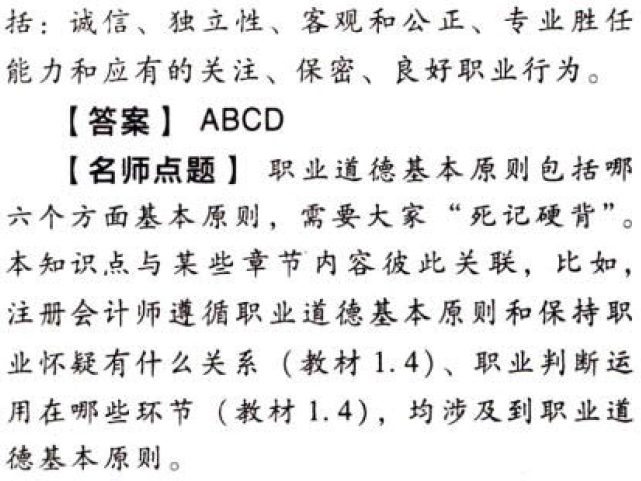 括：诚信、独立性、客观和公正、专业胜任
能力和应有的关注、保密、良好职业行为。
【答案】 ABCD
【名师点题】 职业道德基本原则包括哪
六个方面基本原则，需要大家“死记硬背”。
本知识点与某些章节内容彼此关联，比如，
注册会计师遵循职业道德基本原则和保持职
业怀疑有什么关系（教材 1.4）、职业判断运
用在哪些环节（教材 1.4），均涉及到职业道
德基本原则。